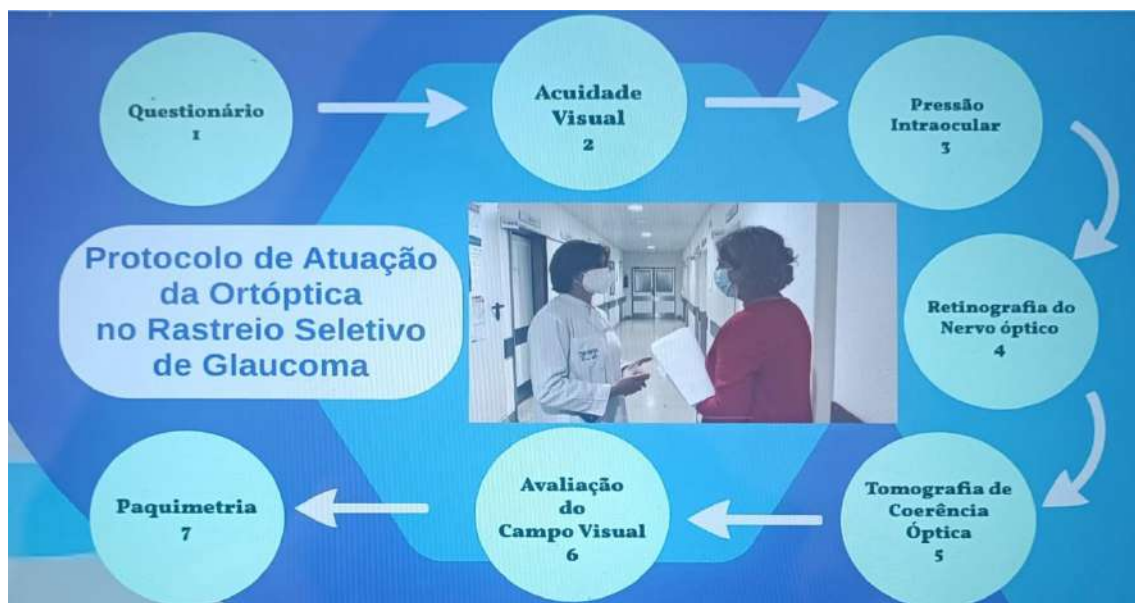 Questionário
1
Acuidade
Visual
2
Pressão
Intraocular
3
Protocolo de Atuação
da Ortóptica
no Rastreio Seletivo
de Glaucoma
Retinografia do
Nervo óptico
4
Tomografia de
Coerência
Óptica
5
Avaliação
do
Campo Visual
6
Paquimetria
7